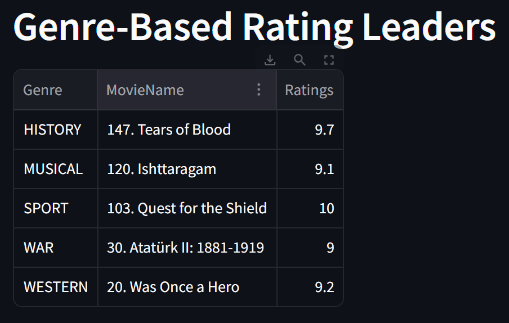 Genre-Based Rating Leaders
Genre MovieName Ratings
HISTORY 147. Tears of Blood 9.7
MUSICAL 120. Ishttaragam 9.1
SPORT 103. Quest for the Shield 10
WAR 30. Atatürk II: 1881-1919 9
WESTERN 20. Was Once a Hero 9.2